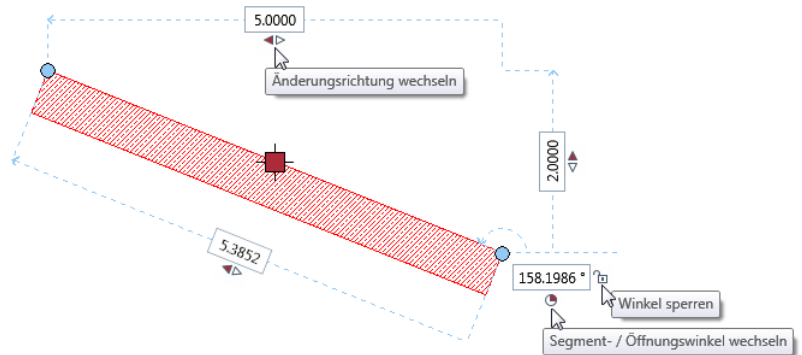 5.0000
Änderungsrichtung wechseln
2.0000
5.3852
158.1986 °
Winkel sperren
Segment- / Öffnungswinkel wechseln